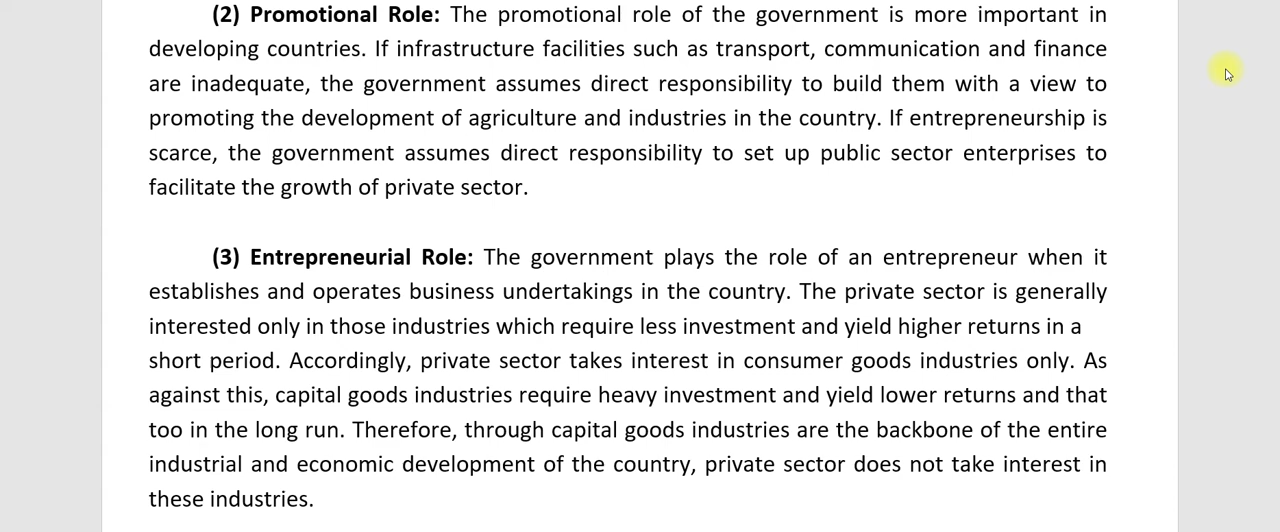 (2) Promotional Role: The promotional role of the government is more important in
developing countries. If infrastructure facilities such as transport, communication and finance
are inadequate, the government assumes direct responsibility to build them with a view to
promoting the development of agriculture and industries in the country. If entrepreneurship is
scarce, the government assumes direct responsibility to set up public sector enterprises to
facilitate the growth of private sector.
(3) Entrepreneurial Role: The government plays the role of an entrepreneur when it
establishes and operates business undertakings in the country. The private sector is generally
interested only in those industries which require less investment and yield higher returns in a
short period. Accordingly, private sector takes interest in consumer goods industries only. As
against this, capital goods industries require heavy investment and yield lower returns and that
too in the long run. Therefore, through capital goods industries are the backbone of the entire
industrial and economic development of the country, private sector does not take interest in
these industries.